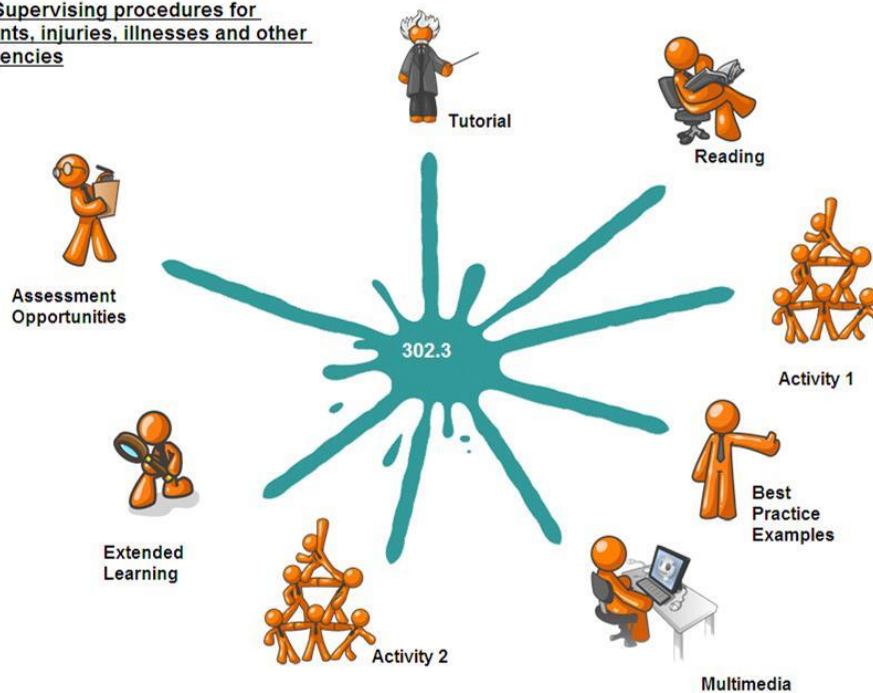 Supervising procedures for
nts, injuries, illnesses and other
encies
Tutorial
Reading
Assessment
Opportunities
302.3
Activity 1
Best
Practice
Examples
Extended
Learning
Activity 2
Multimedia